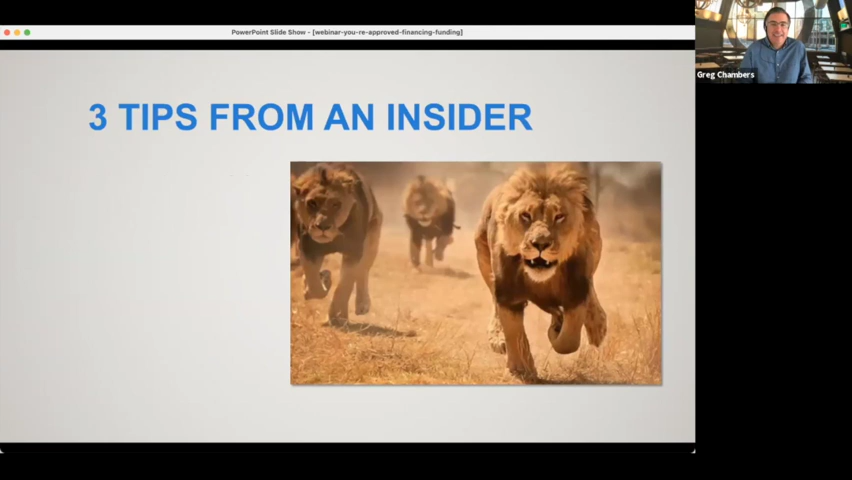 PowerPoint Slide Show - [webinar-you-re-approved-financing-funding]
3 TIPS FROM AN INSIDER
Greg Chambers